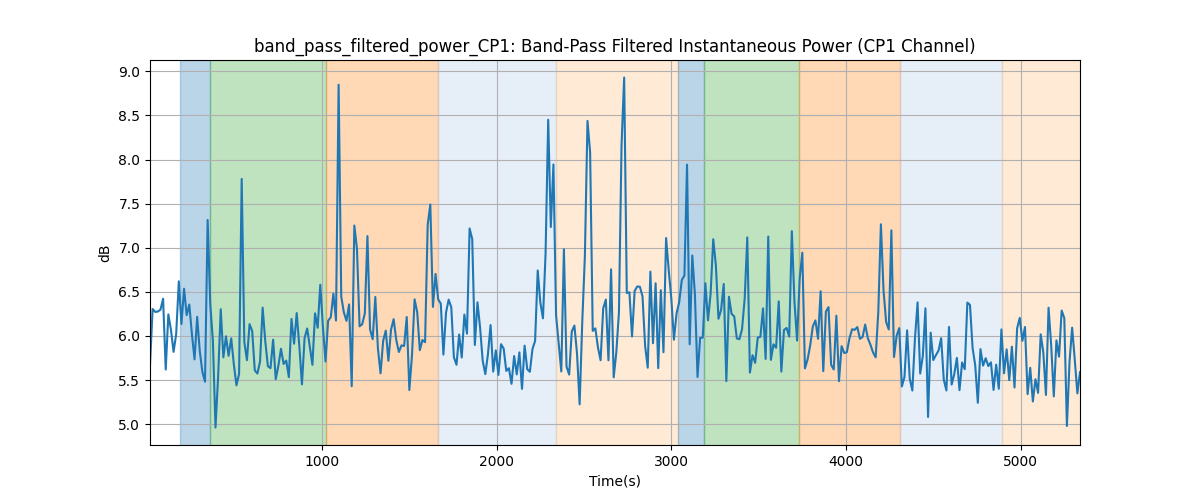 band_pass_filtered_power_CP1: Band-Pass Filtered Instantaneous Power (CP1 Channel)
9.0
8.5
8.0
7.5
7.0
6.5
6.0
5.5
5.0
dB
1000 2000 3000 4000 5000
Time(s)